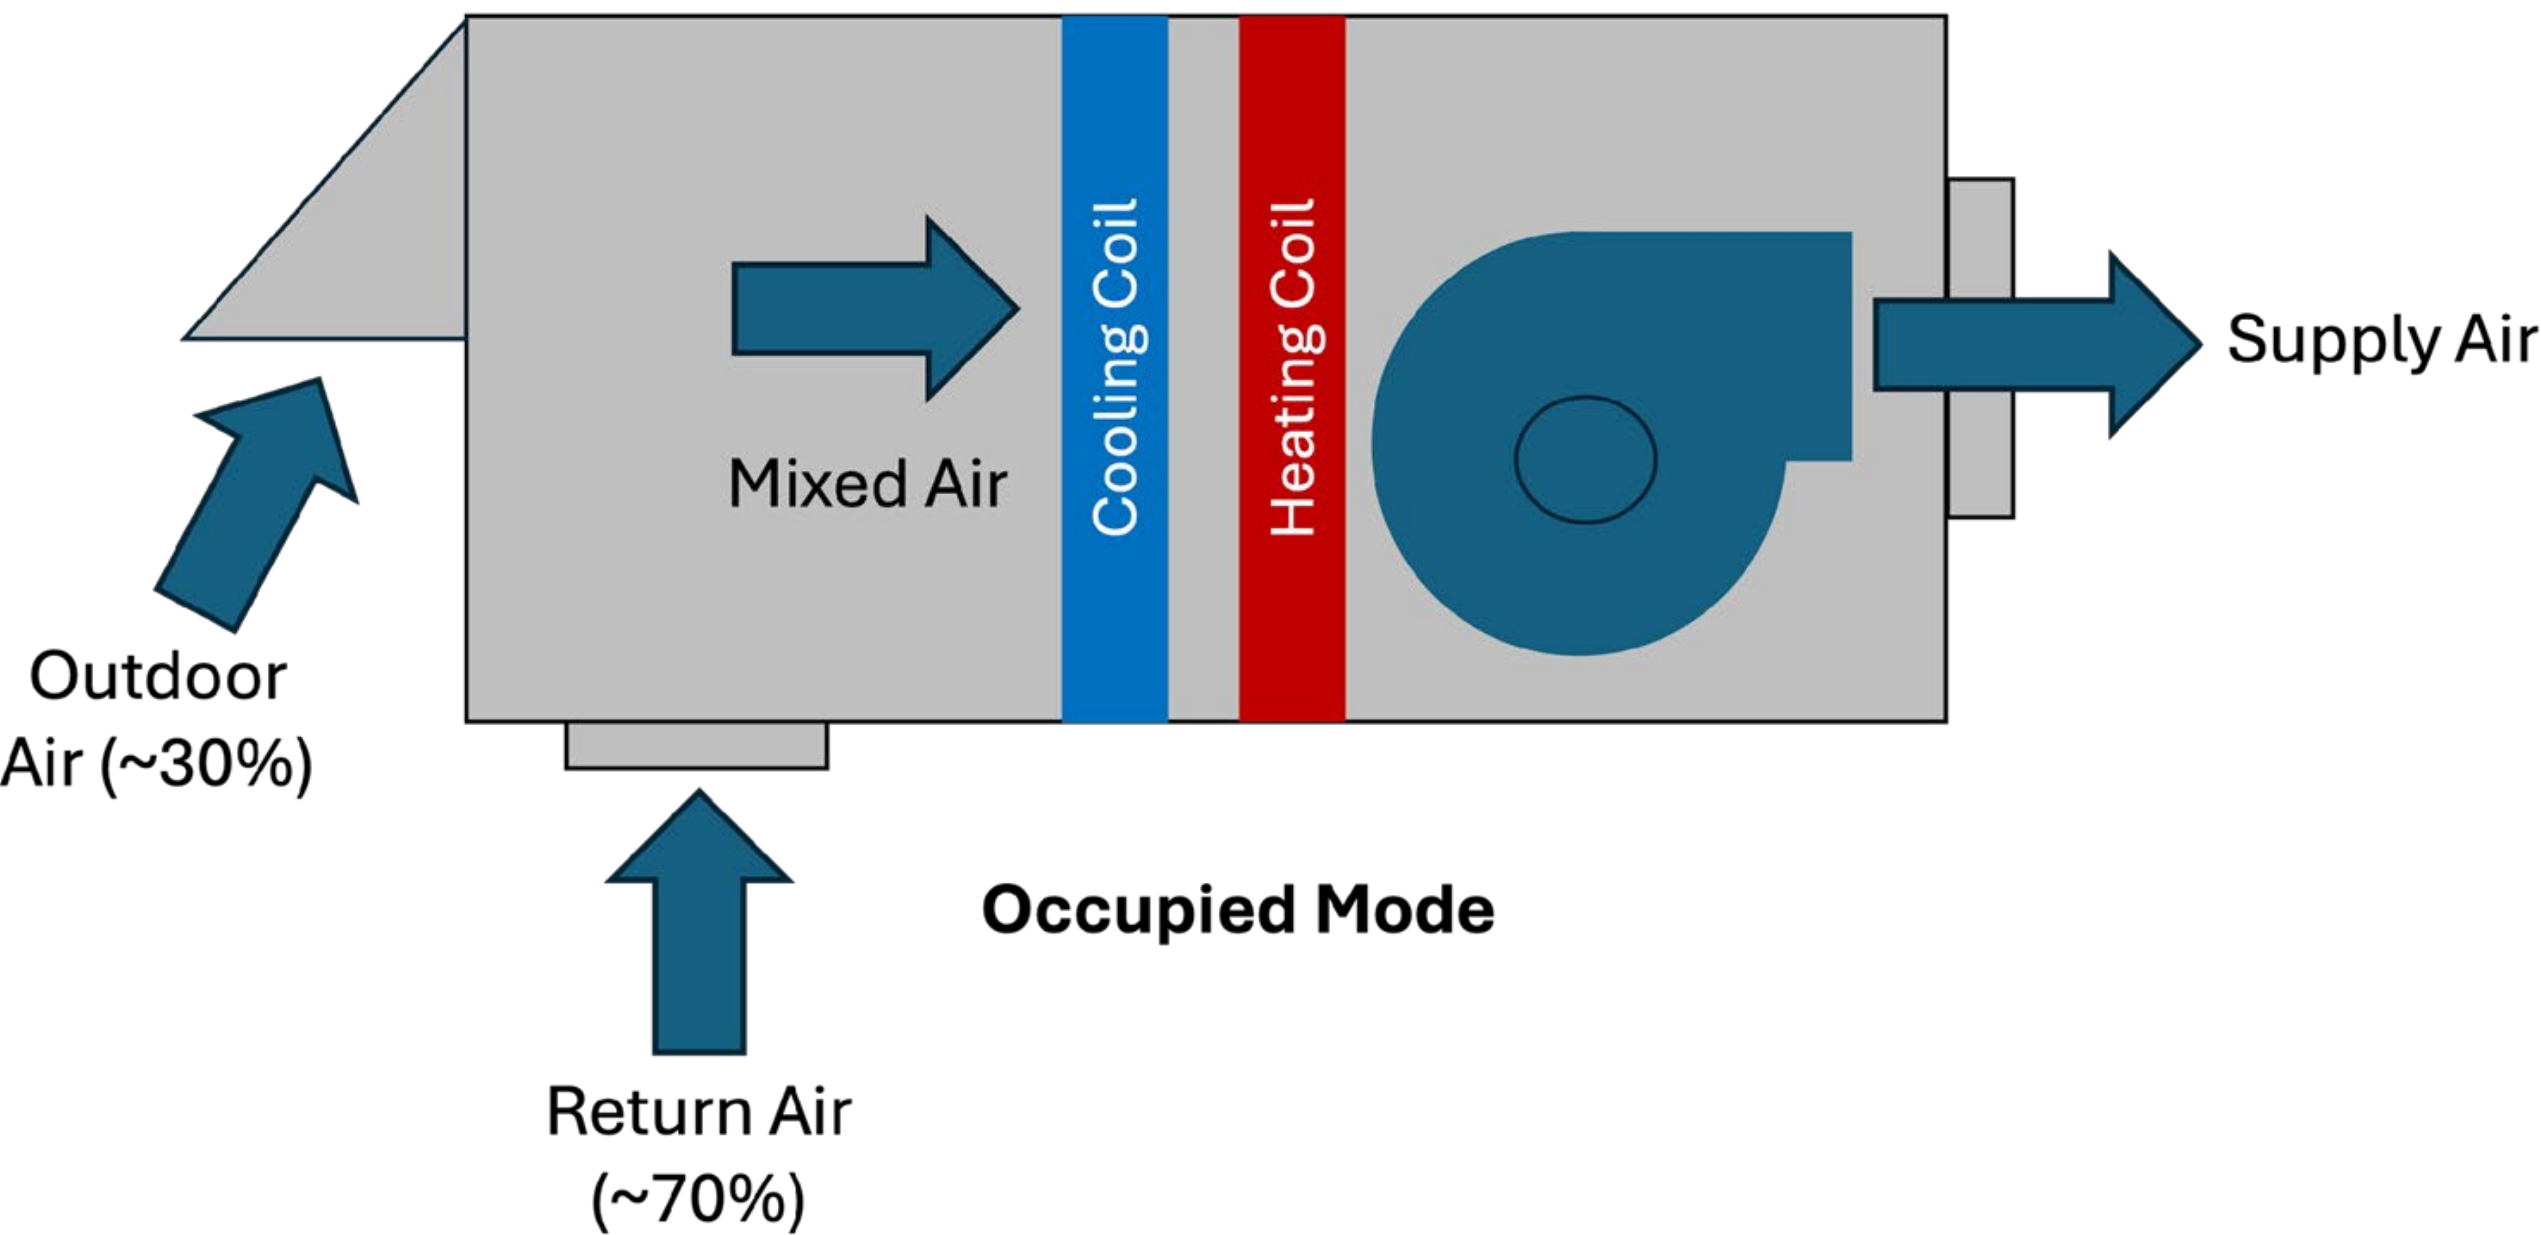 Cooling Coil
Heating Coil
Supply Air
Mixed Air
Outdoor
Air (~30%)
Occupied Mode
Return Air
(~70%)